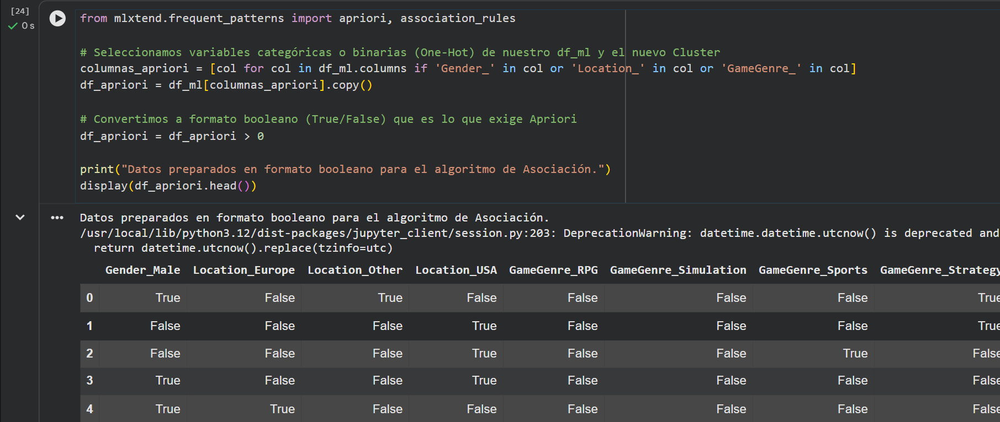 [24]
0 s
from mlxtend.frequent_patterns import apriori, association_rules
# Seleccionamos variables categóricas o binarias (One-Hot) de nuestro df_ml y el nuevo Cluster
columnas_apriori = [col for col in df_ml.columns if 'Gender_' in col or 'Location_' in col or 'GameGenre_' in col]
df_apriori = df_ml[columnas_apriori].copy()
# Convertimos a formato booleano (True/False) que es lo que exige Apriori
df_apriori = df_apriori > 0
print("Datos preparados en formato booleano para el algoritmo de Asociación.")
display(df_apriori.head())
Datos preparados en formato booleano para el algoritmo de Asociación.
/usr/local/lib/python3.12/dist-packages/jupyter_client/session.py:203: DeprecationWarning: datetime.datetime.utcnow() is deprecated and
return datetime.utcnow().replace(tzinfo=utc)
Gender_Male Location_Europe Location_Other Location_USA GameGenre_RPG GameGenre_Simulation GameGenre_Sports GameGenre_Strategy
0 True False True False False False False True
1 False False False True False False False True
2 False False False True False False True False
3 True False False True False False False False
4 True True False False False False False False